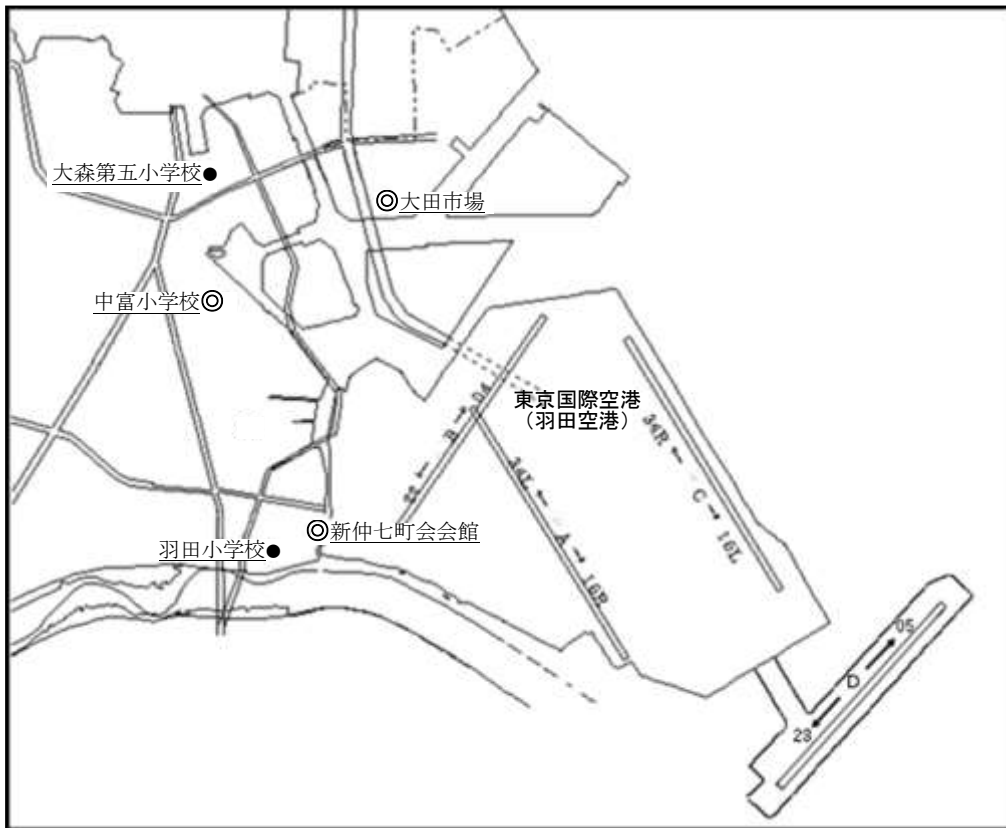 大森第五小学校●
◎大田市場
中富小学校◎
東京国際空港
（羽田空港）
04
← B →
22
34R ← C → 16L
34L ← A → 16R
◎新仲七町会会館
羽田小学校●
05
D
23